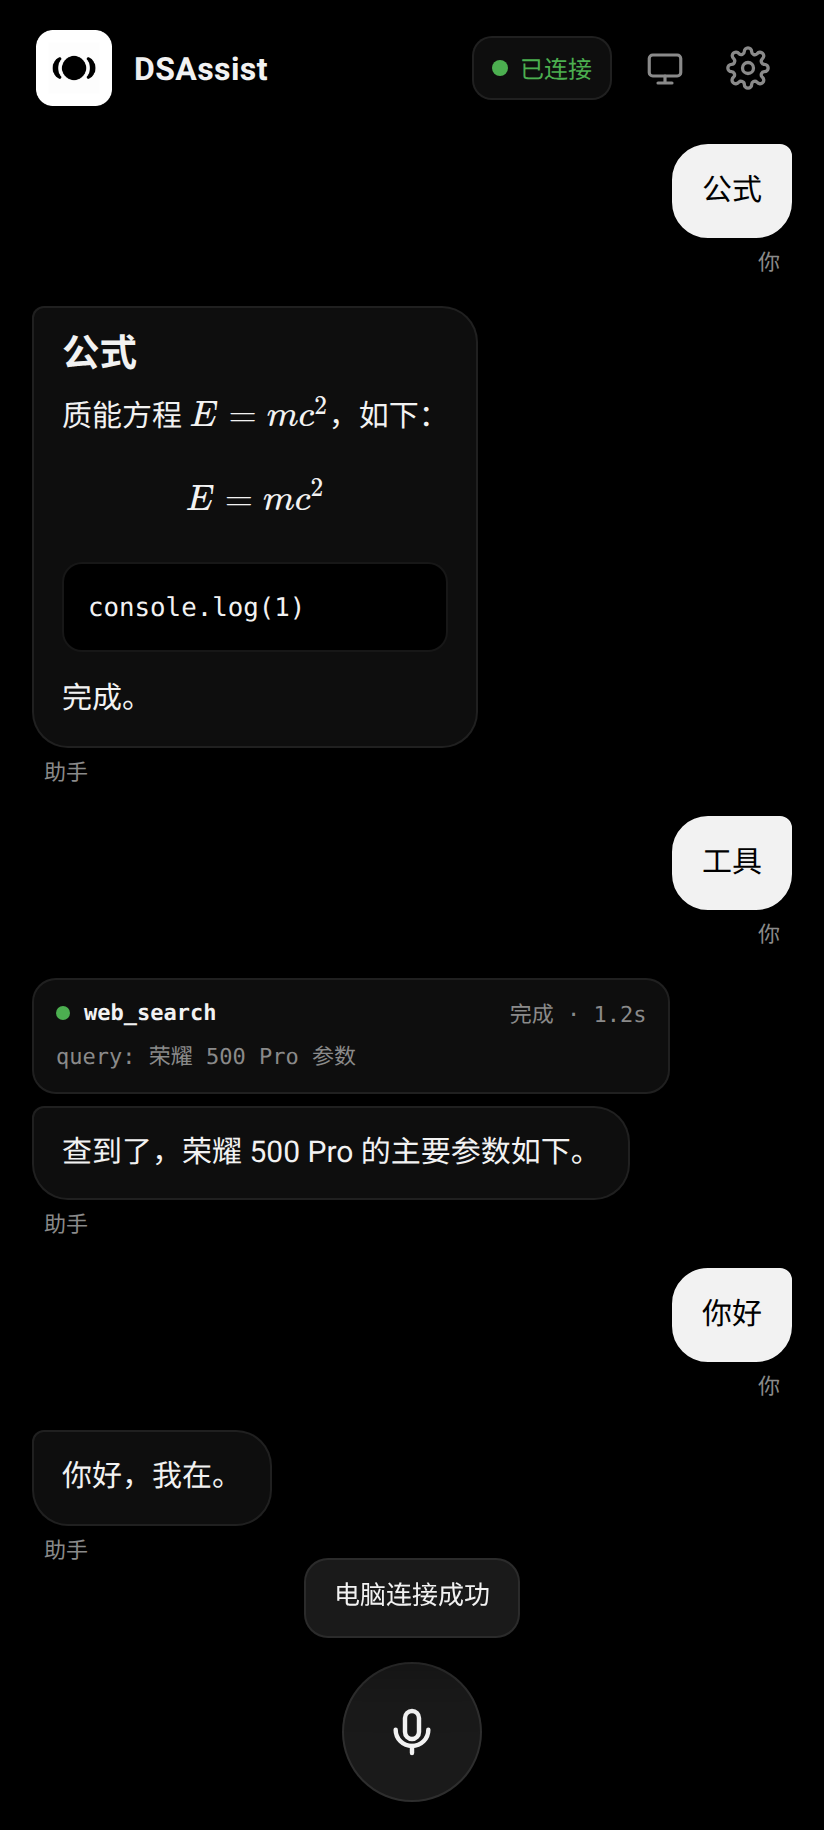 DSAssist
已连接
公式
你
公式
质能方程 E = mc²，如下：
E = mc²
console.log(1)
完成。
助手
工具
你
web_search 完成 · 1.2s
query: 荣耀 500 Pro 参数
查到了，荣耀 500 Pro 的主要参数如下。
助手
你好
你
你好，我在。
助手
电脑连接成功